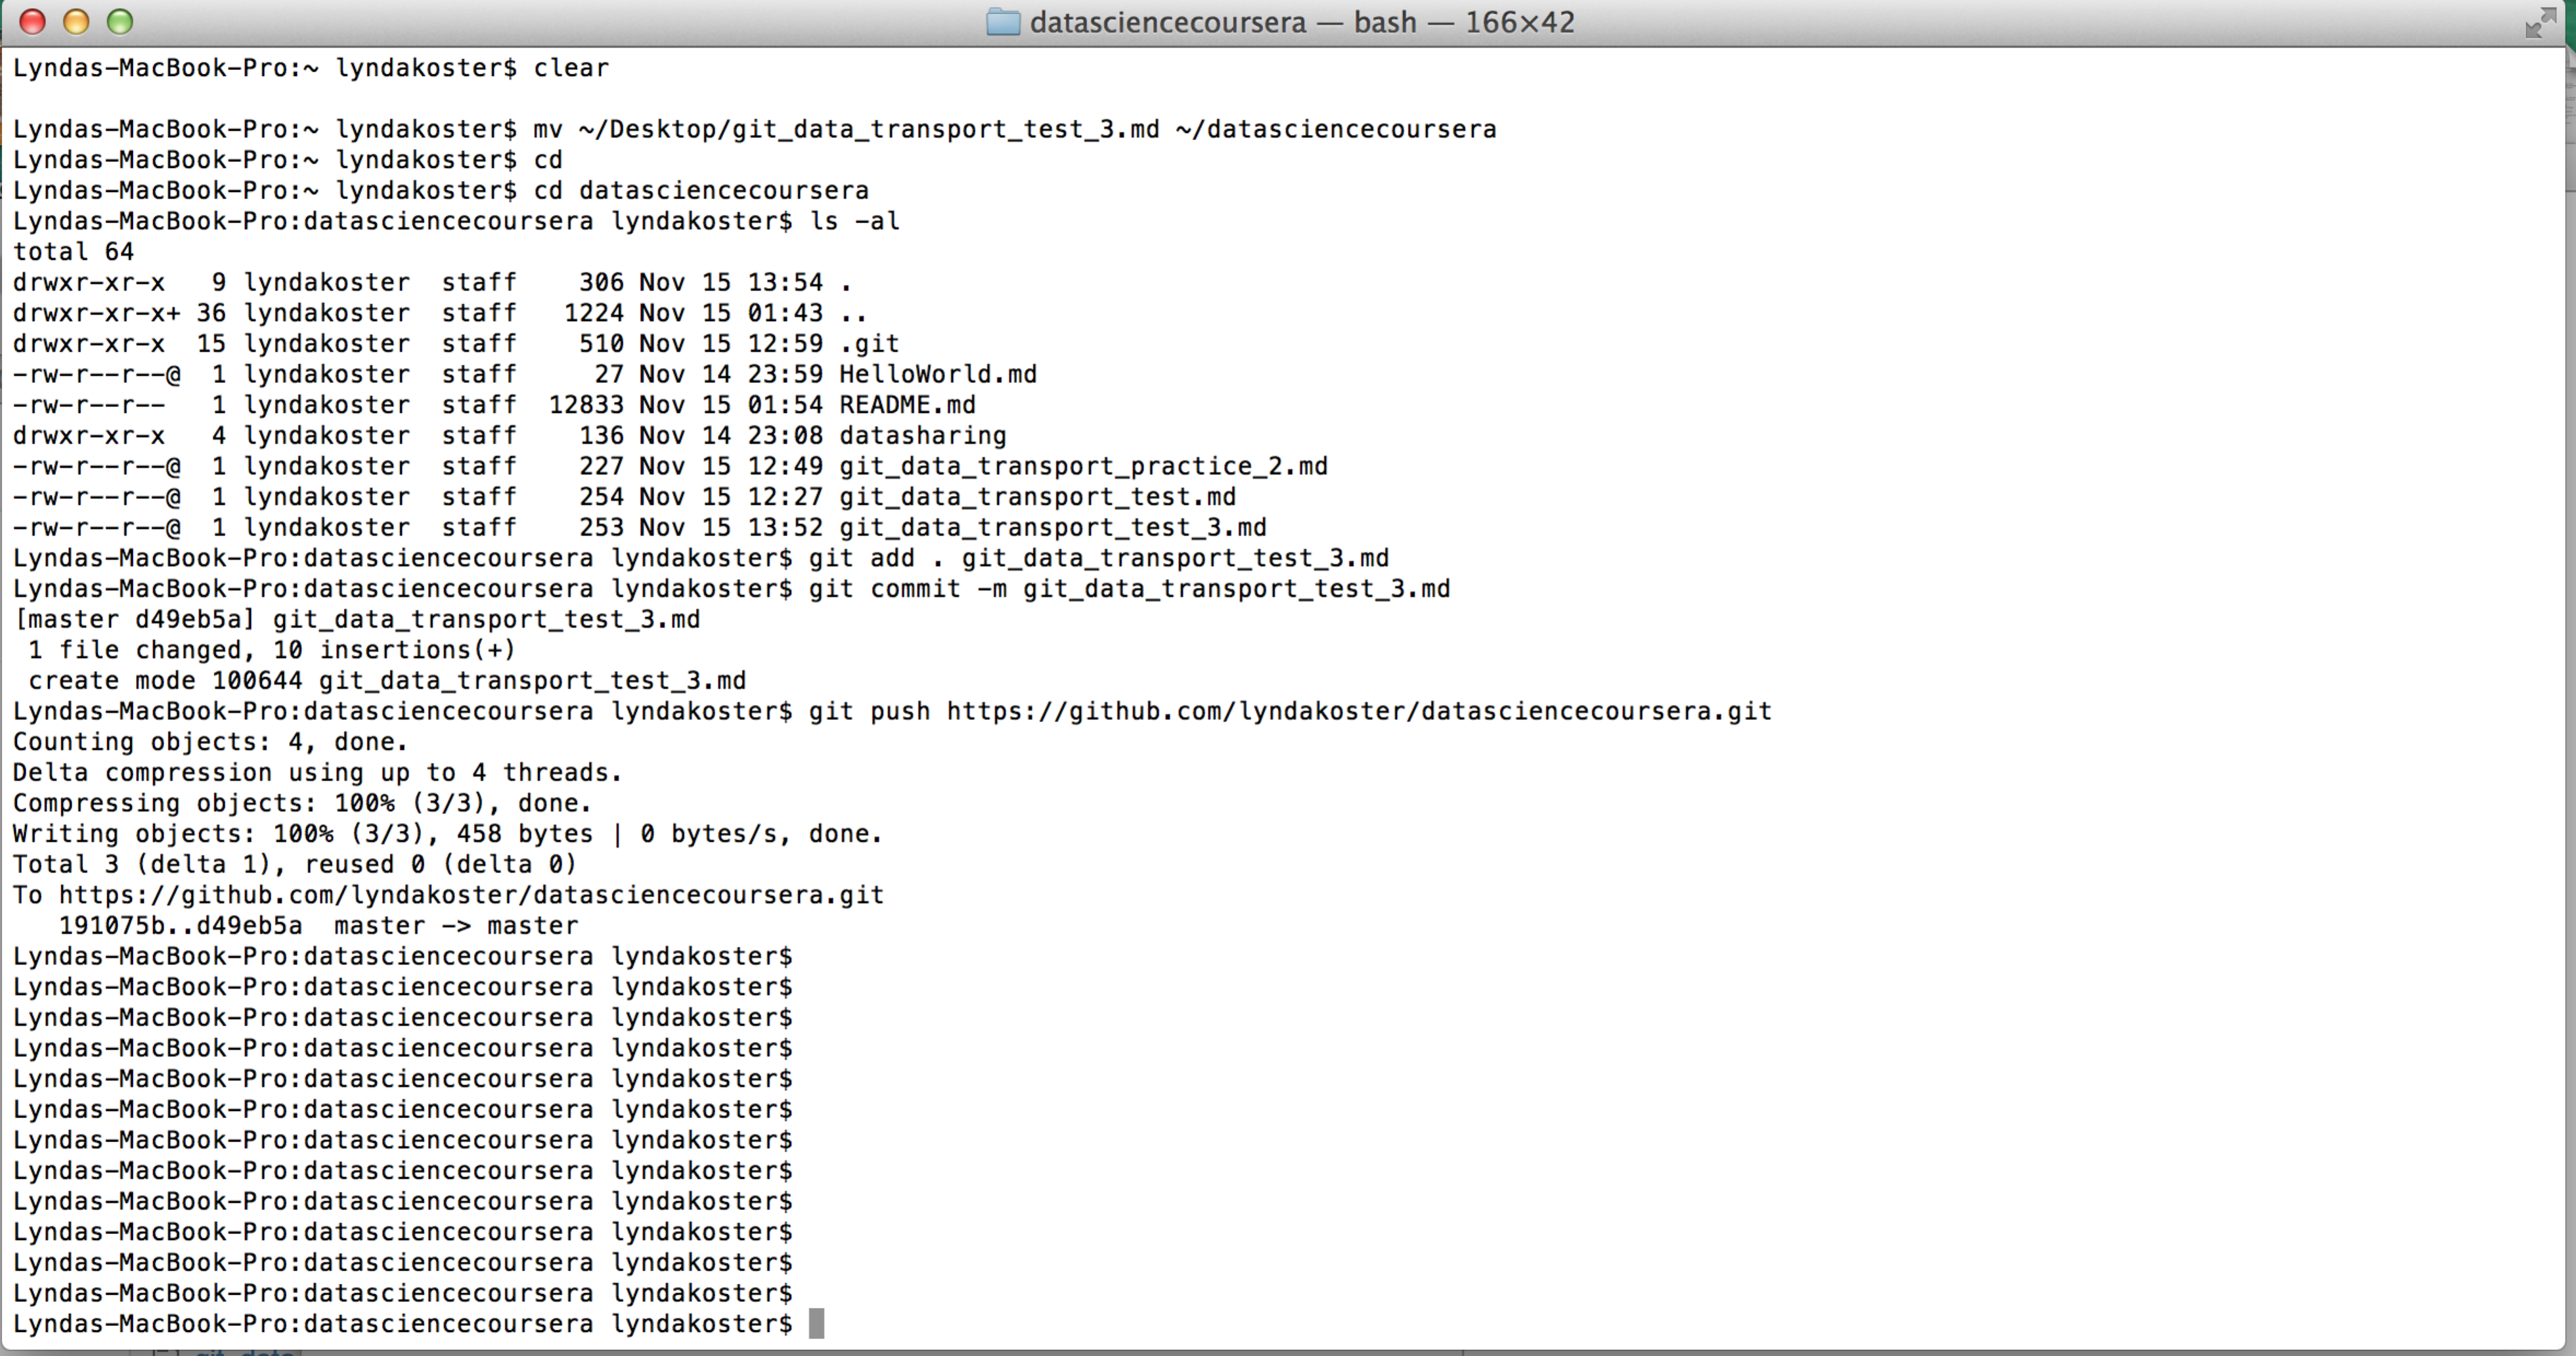 datasciencecoursera — bash — 166×42
Lyndas-MacBook-Pro:~ lyndakoster$ clear
Lyndas-MacBook-Pro:~ lyndakoster$ mv ~/Desktop/git_data_transport_test_3.md ~/datasciencecoursera
Lyndas-MacBook-Pro:~ lyndakoster$ cd
Lyndas-MacBook-Pro:~ lyndakoster$ cd datasciencecoursera
Lyndas-MacBook-Pro:datasciencecoursera lyndakoster$ ls -al
total 64
drwxr-xr-x   9 lyndakoster  staff    306 Nov 15 13:54 .
drwxr-xr-x+ 36 lyndakoster  staff   1224 Nov 15 01:43 ..
drwxr-xr-x  15 lyndakoster  staff    510 Nov 15 12:59 .git
-rw-r--r--@  1 lyndakoster  staff     27 Nov 14 23:59 HelloWorld.md
-rw-r--r--   1 lyndakoster  staff  12833 Nov 15 01:54 README.md
drwxr-xr-x   4 lyndakoster  staff    136 Nov 14 23:08 datasharing
-rw-r--r--@  1 lyndakoster  staff    227 Nov 15 12:49 git_data_transport_practice_2.md
-rw-r--r--@  1 lyndakoster  staff    254 Nov 15 12:27 git_data_transport_test.md
-rw-r--r--@  1 lyndakoster  staff    253 Nov 15 13:52 git_data_transport_test_3.md
Lyndas-MacBook-Pro:datasciencecoursera lyndakoster$ git add . git_data_transport_test_3.md
Lyndas-MacBook-Pro:datasciencecoursera lyndakoster$ git commit -m git_data_transport_test_3.md
[master d49eb5a] git_data_transport_test_3.md
 1 file changed, 10 insertions(+)
 create mode 100644 git_data_transport_test_3.md
Lyndas-MacBook-Pro:datasciencecoursera lyndakoster$ git push https://github.com/lyndakoster/datasciencecoursera.git
Counting objects: 4, done.
Delta compression using up to 4 threads.
Compressing objects: 100% (3/3), done.
Writing objects: 100% (3/3), 458 bytes | 0 bytes/s, done.
Total 3 (delta 1), reused 0 (delta 0)
To https://github.com/lyndakoster/datasciencecoursera.git
   191075b..d49eb5a  master -> master
Lyndas-MacBook-Pro:datasciencecoursera lyndakoster$
Lyndas-MacBook-Pro:datasciencecoursera lyndakoster$
Lyndas-MacBook-Pro:datasciencecoursera lyndakoster$
Lyndas-MacBook-Pro:datasciencecoursera lyndakoster$
Lyndas-MacBook-Pro:datasciencecoursera lyndakoster$
Lyndas-MacBook-Pro:datasciencecoursera lyndakoster$
Lyndas-MacBook-Pro:datasciencecoursera lyndakoster$
Lyndas-MacBook-Pro:datasciencecoursera lyndakoster$
Lyndas-MacBook-Pro:datasciencecoursera lyndakoster$
Lyndas-MacBook-Pro:datasciencecoursera lyndakoster$
Lyndas-MacBook-Pro:datasciencecoursera lyndakoster$
Lyndas-MacBook-Pro:datasciencecoursera lyndakoster$
Lyndas-MacBook-Pro:datasciencecoursera lyndakoster$